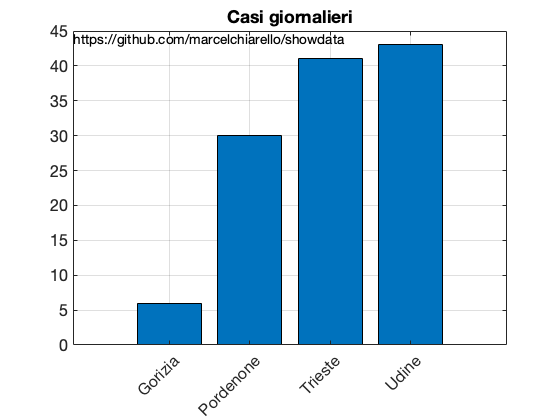 Casi giornalieri
https://github.com/marcelchiarello/showdata
45
40
35
30
25
20
15
10
5
0
Gorizia
Pordenone
Trieste
Udine